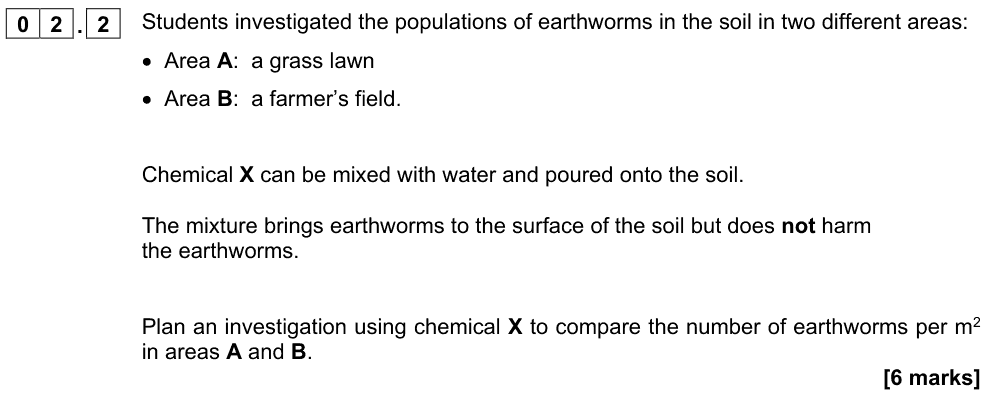 0 2 . 2 Students investigated the populations of earthworms in the soil in two different areas:
• Area A: a grass lawn
• Area B: a farmer's field.
Chemical X can be mixed with water and poured onto the soil.
The mixture brings earthworms to the surface of the soil but does not harm
the earthworms.
Plan an investigation using chemical X to compare the number of earthworms per m²
in areas A and B.
[6 marks]